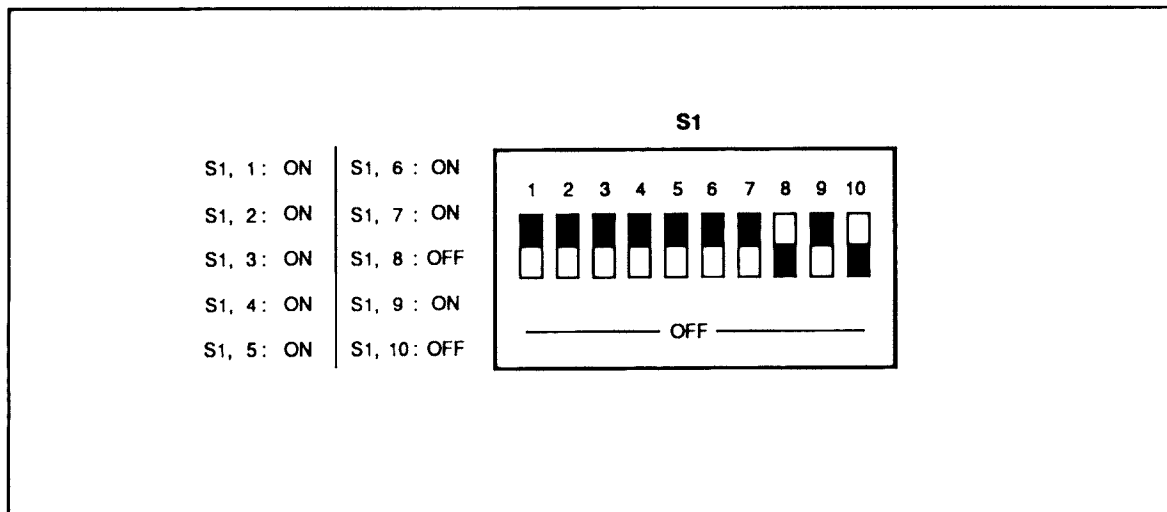 S1
S1, 1: ON
S1, 2: ON
S1, 3: ON
S1, 4: ON
S1, 5: ON
S1, 6: ON
S1, 7: ON
S1, 8: OFF
S1, 9: ON
S1, 10: OFF
1 2 3 4 5 6 7 8 9 10
OFF